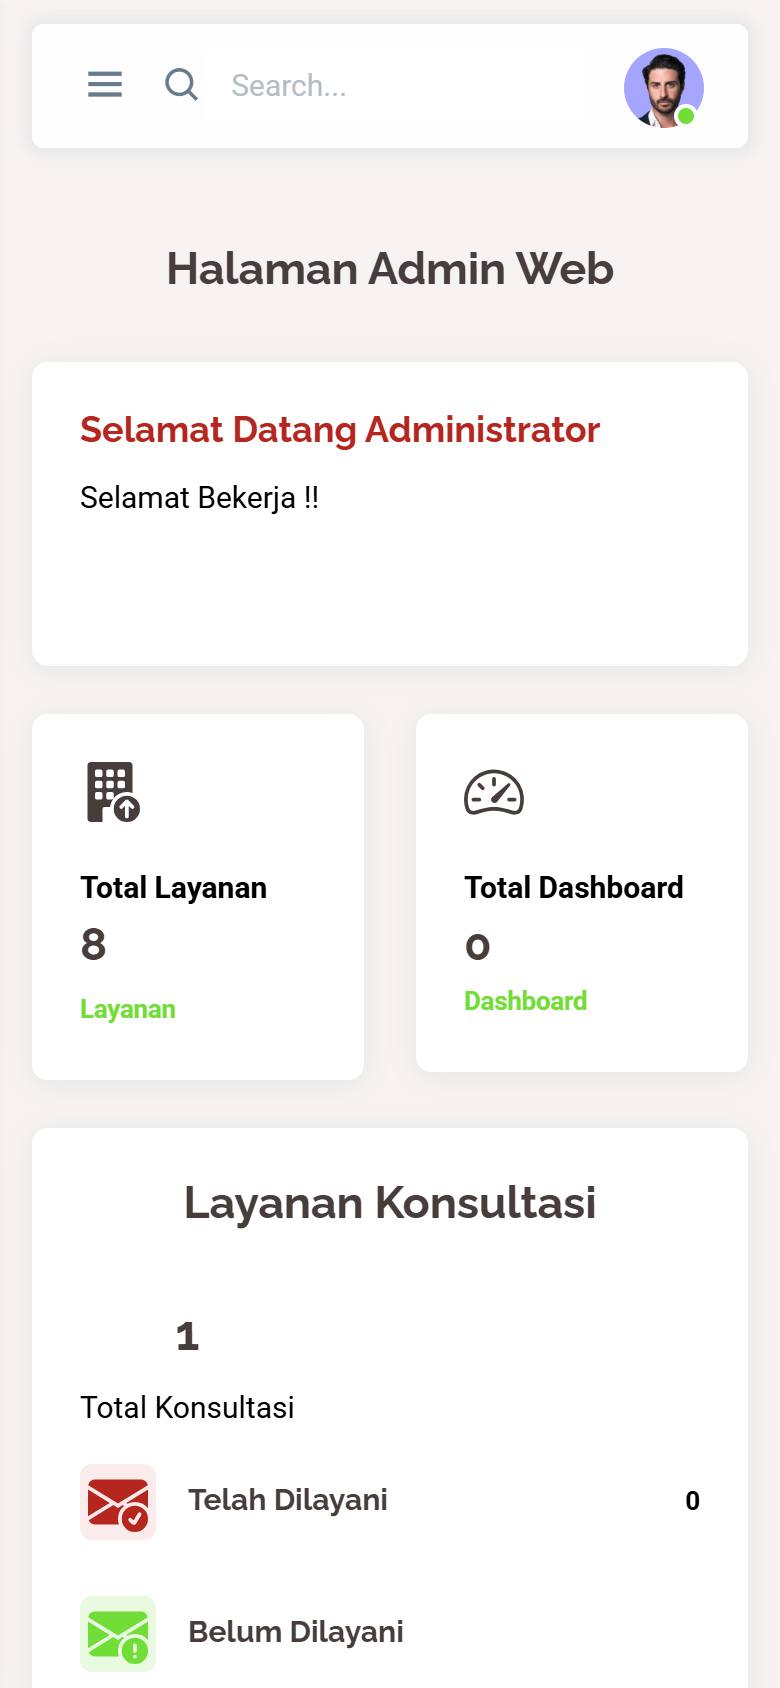 Search...
Halaman Admin Web
Selamat Datang Administrator
Selamat Bekerja !!
Total Layanan
8
Layanan
Total Dashboard
0
Dashboard
Layanan Konsultasi
1
Total Konsultasi
Telah Dilayani 0
Belum Dilayani